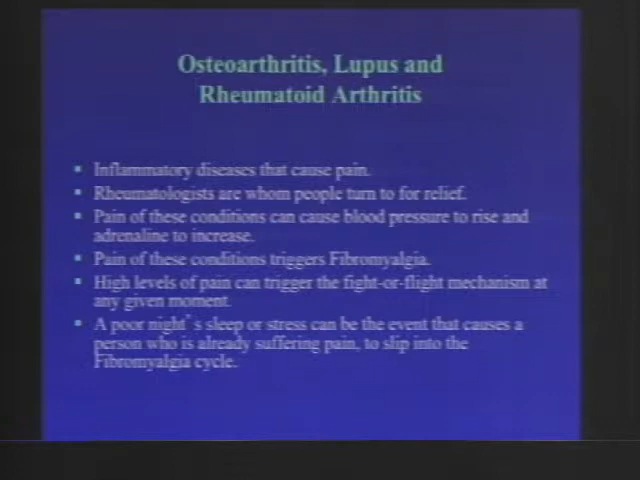 Osteoarthritis, Lupus and
Rheumatoid Arthritis
Inflammatory diseases that cause pain.
Rheumatologists are whom people turn to for relief.
Pain of these conditions can cause blood pressure to rise and
adrenaline to increase.
Pain of these conditions triggers Fibromyalgia.
High levels of pain can trigger the fight-or-flight mechanism at
any given moment.
A poor night's sleep or stress can be the event that causes a
person who is already suffering pain, to slip into the
Fibromyalgia cycle.